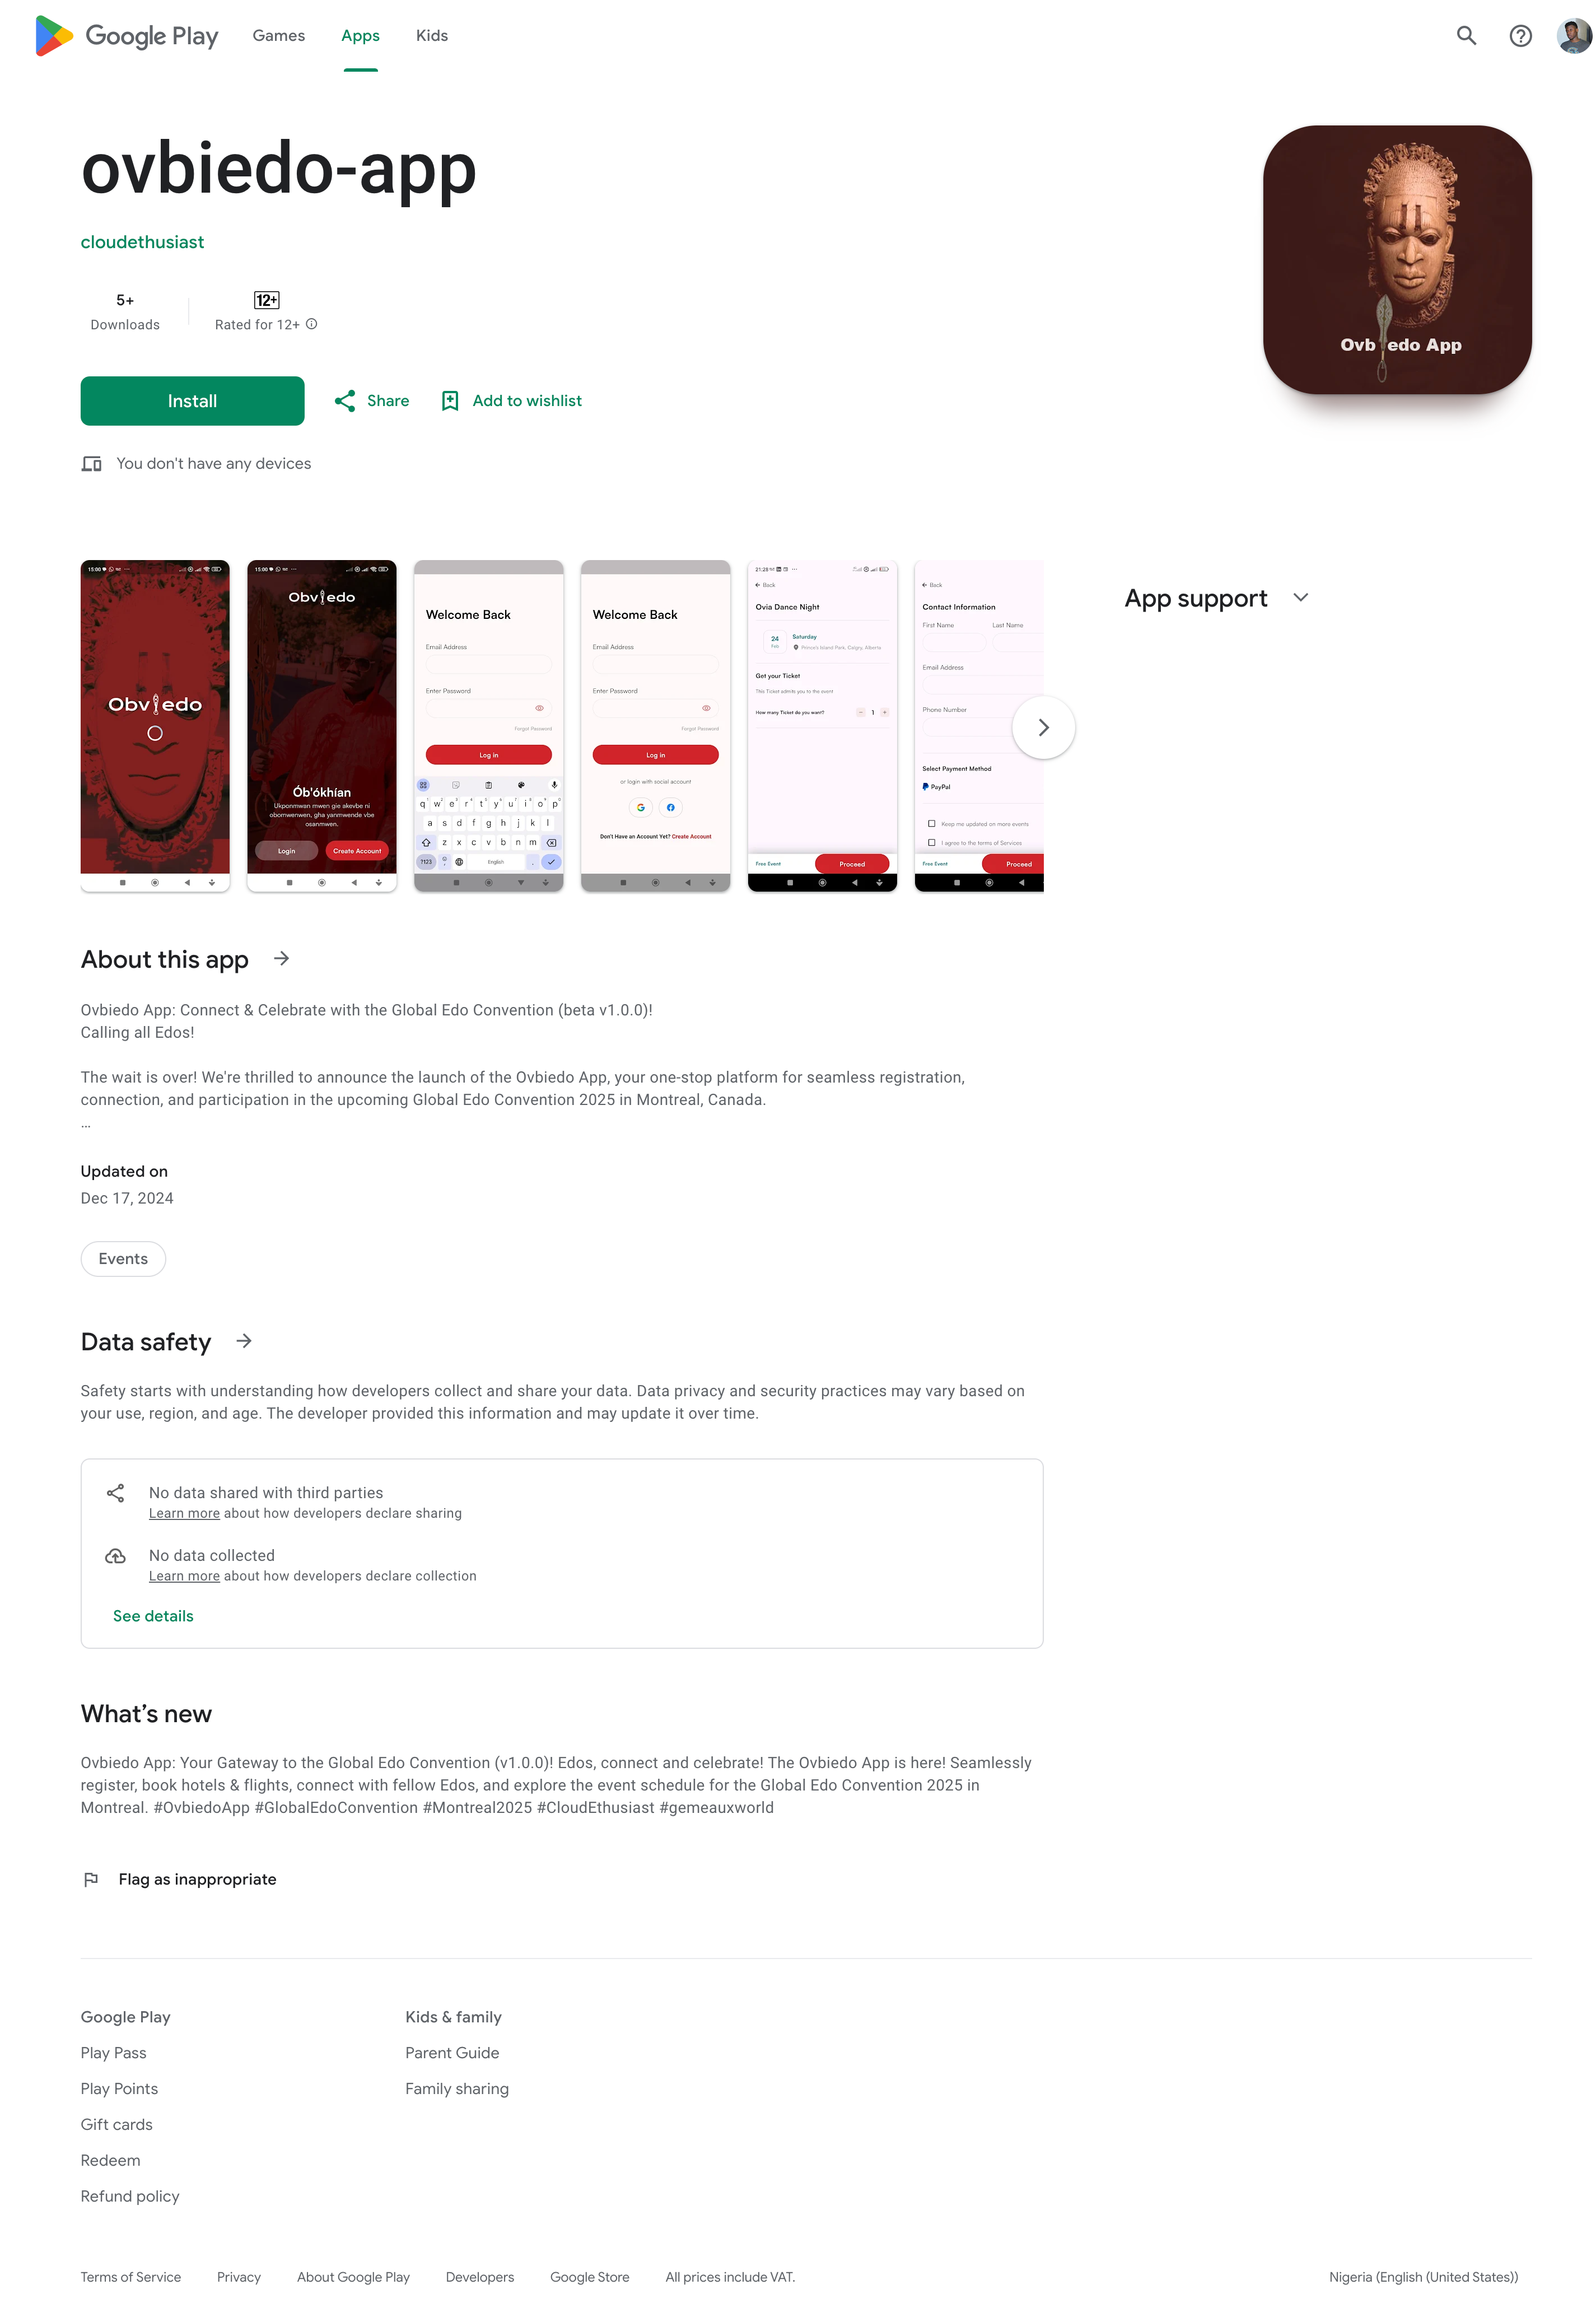 Google Play
Games
Apps
Kids
ovbiedo-app
cloudethusiast
5+
Downloads
12+
Rated for 12+
Install
Share
Add to wishlist
You don't have any devices
Ovb edo App
15:00
Obv edo
15:00
Obv edo
Ób'ókhían
Ukponmwan mwen gie akevbe ni
obomwenwen, gha yanmwende vbe
osanmwen.
Login
Create Account
Welcome Back
Email Address
Enter Password
Forgot Password
Log in
q w e r t y u i o p
a s d f g h j k l
z x c v b n m
?123
English
Welcome Back
Email Address
Enter Password
Forgot Password
Log in
or login with social account
Don't Have an Account Yet? Create Account
21:28
Back
Ovia Dance Night
24
Feb
Saturday
Prince's Island Park, Calgry, Alberta
Get your Ticket
This Ticket admits you to the event
How many Ticket do you want?
1
Free Event
Proceed
Back
Contact Information
First Name
Last Name
Email Address
Phone Number
Select Payment Method
PayPal
Keep me updated on more events
I agree to the terms of Services
Free Event
Proceed
App support
About this app
Ovbiedo App: Connect & Celebrate with the Global Edo Convention (beta v1.0.0)!
Calling all Edos!
The wait is over! We're thrilled to announce the launch of the Ovbiedo App, your one-stop platform for seamless registration,
connection, and participation in the upcoming Global Edo Convention 2025 in Montreal, Canada.
…
Updated on
Dec 17, 2024
Events
Data safety
Safety starts with understanding how developers collect and share your data. Data privacy and security practices may vary based on
your use, region, and age. The developer provided this information and may update it over time.
No data shared with third parties
Learn more about how developers declare sharing
No data collected
Learn more about how developers declare collection
See details
What’s new
Ovbiedo App: Your Gateway to the Global Edo Convention (v1.0.0)! Edos, connect and celebrate! The Ovbiedo App is here! Seamlessly
register, book hotels & flights, connect with fellow Edos, and explore the event schedule for the Global Edo Convention 2025 in
Montreal. #OvbiedoApp #GlobalEdoConvention #Montreal2025 #CloudEthusiast #gemeauxworld
Flag as inappropriate
Google Play
Play Pass
Play Points
Gift cards
Redeem
Refund policy
Kids & family
Parent Guide
Family sharing
Terms of Service
Privacy
About Google Play
Developers
Google Store
All prices include VAT.
Nigeria (English (United States))